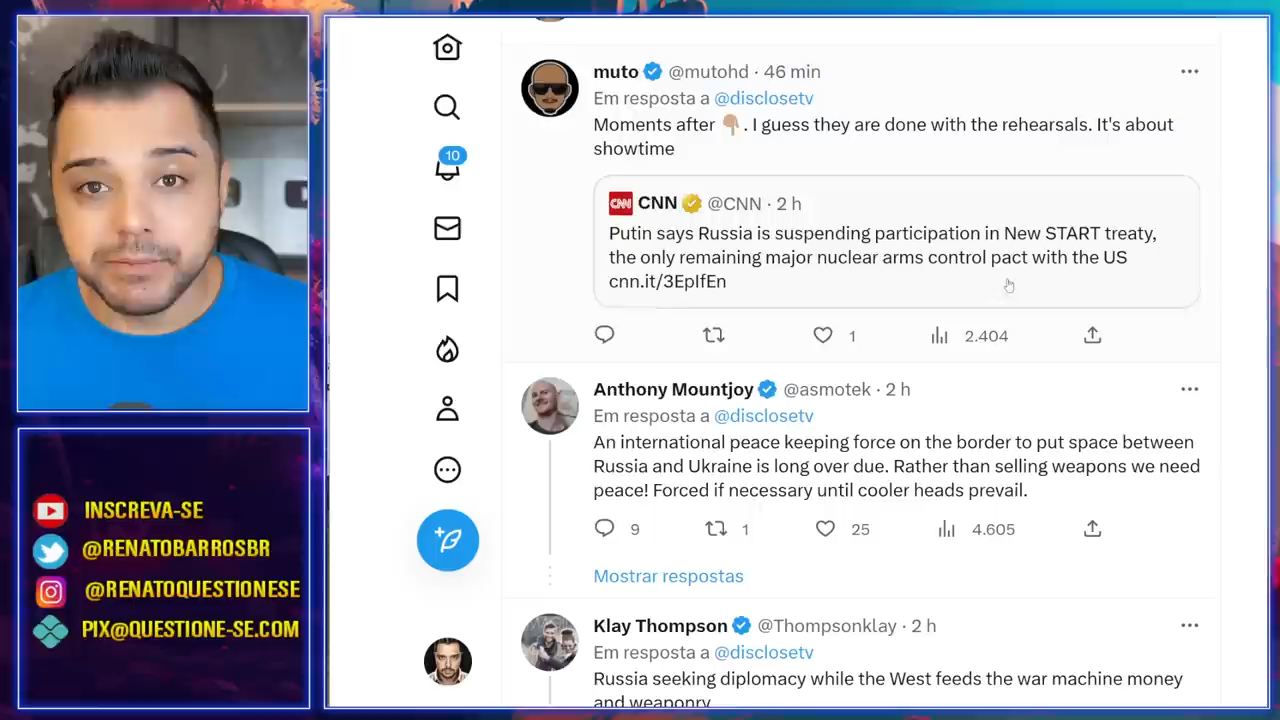 INSCREVA-SE
@RENATOBARROSBR
@RENATOQUESTIONESE
PIX@QUESTIONE-SE.COM
10
muto @mutohd · 46 min
Em resposta a @disclosetv
Moments after 👇🏽. I guess they are done with the rehearsals. It's about
showtime
CNN CNN @CNN · 2 h
Putin says Russia is suspending participation in New START treaty,
the only remaining major nuclear arms control pact with the US
cnn.it/3EpIfEn
1 2.404
Anthony Mountjoy @asmotek · 2 h
Em resposta a @disclosetv
An international peace keeping force on the border to put space between
Russia and Ukraine is long over due. Rather than selling weapons we need
peace! Forced if necessary until cooler heads prevail.
9 1 25 4.605
Mostrar respostas
Klay Thompson @Thompsonklay · 2 h
Em resposta a @disclosetv
Russia seeking diplomacy while the West feeds the war machine money
and weaponry